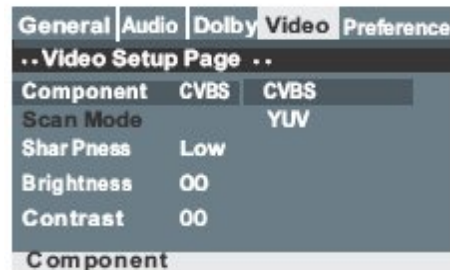 General Audio Dolby Video Preference
··Video Setup Page ··
Component CVBS CVBS
Scan Mode YUV
Shar Pness Low
Brightness 00
Contrast 00
Component